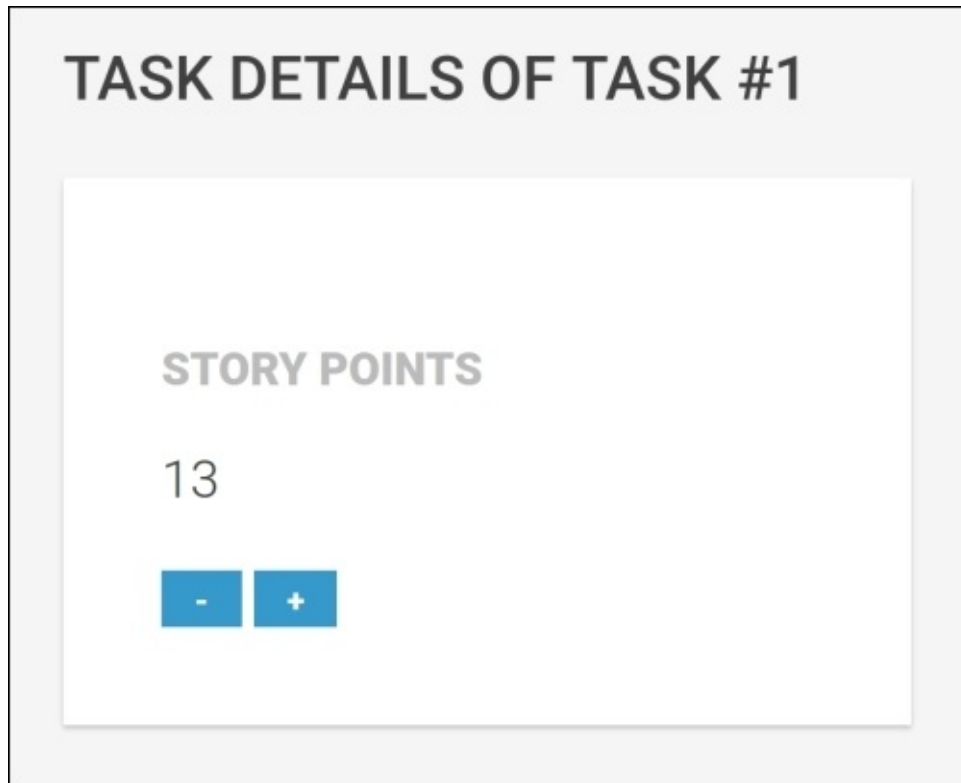 TASK DETAILS OF TASK #1
STORY POINTS
13
- +